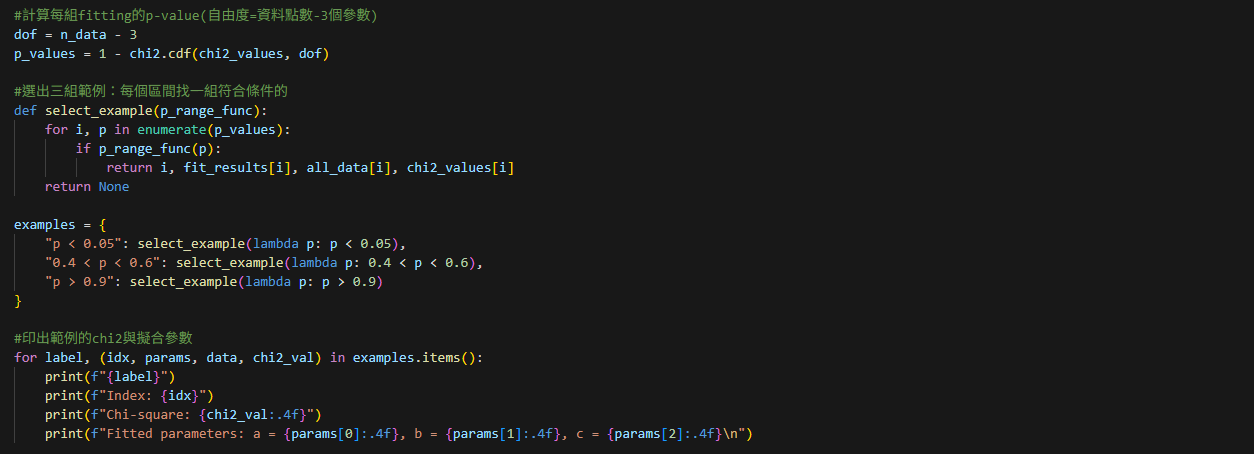 #計算每組fitting的p-value(自由度=資料點數-3個參數)
dof = n_data - 3
p_values = 1 - chi2.cdf(chi2_values, dof)
#選出三組範例：每個區間找一組符合條件的
def select_example(p_range_func):
    for i, p in enumerate(p_values):
        if p_range_func(p):
            return i, fit_results[i], all_data[i], chi2_values[i]
    return None
examples = {
    "p < 0.05": select_example(lambda p: p < 0.05),
    "0.4 < p < 0.6": select_example(lambda p: 0.4 < p < 0.6),
    "p > 0.9": select_example(lambda p: p > 0.9)
}
#印出範例的chi2與擬合參數
for label, (idx, params, data, chi2_val) in examples.items():
    print(f"{label}")
    print(f"Index: {idx}")
    print(f"Chi-square: {chi2_val:.4f}")
    print(f"Fitted parameters: a = {params[0]:.4f}, b = {params[1]:.4f}, c = {params[2]:.4f}\n")